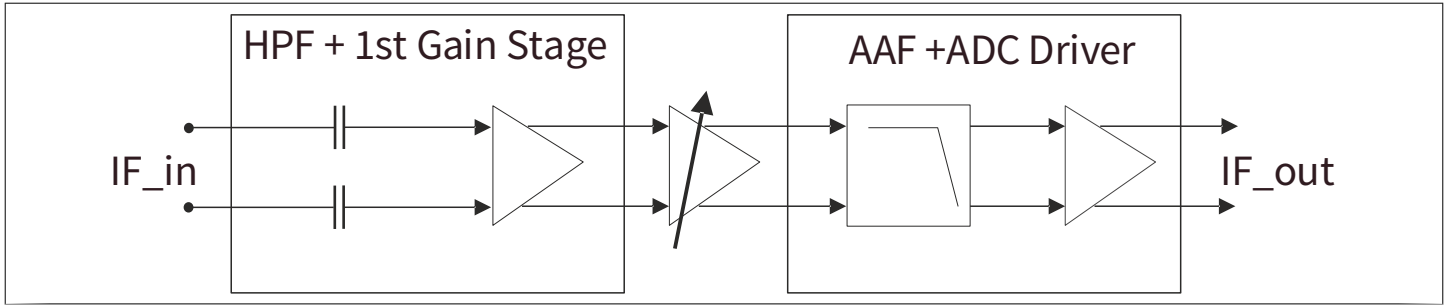 HPF + 1st Gain Stage
AAF +ADC Driver
IF_in
IF_out